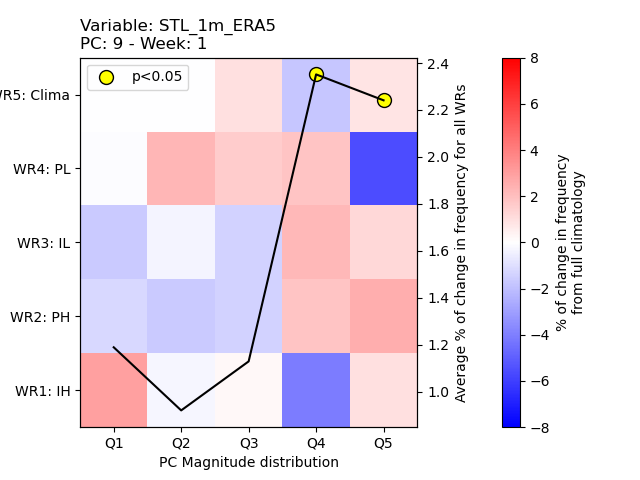 Variable: STL_1m_ERA5
PC: 9 - Week: 1
p<0.05
WR5: Clima
WR4: PL
WR3: IL
WR2: PH
WR1: IH
Q1 Q2 Q3 Q4 Q5
PC Magnitude distribution
2.4
2.2
2.0
1.8
1.6
1.4
1.2
1.0
Average % of change in frequency for all WRs
8
6
4
2
0
−2
−4
−6
−8
% of change in frequency
from full climatology